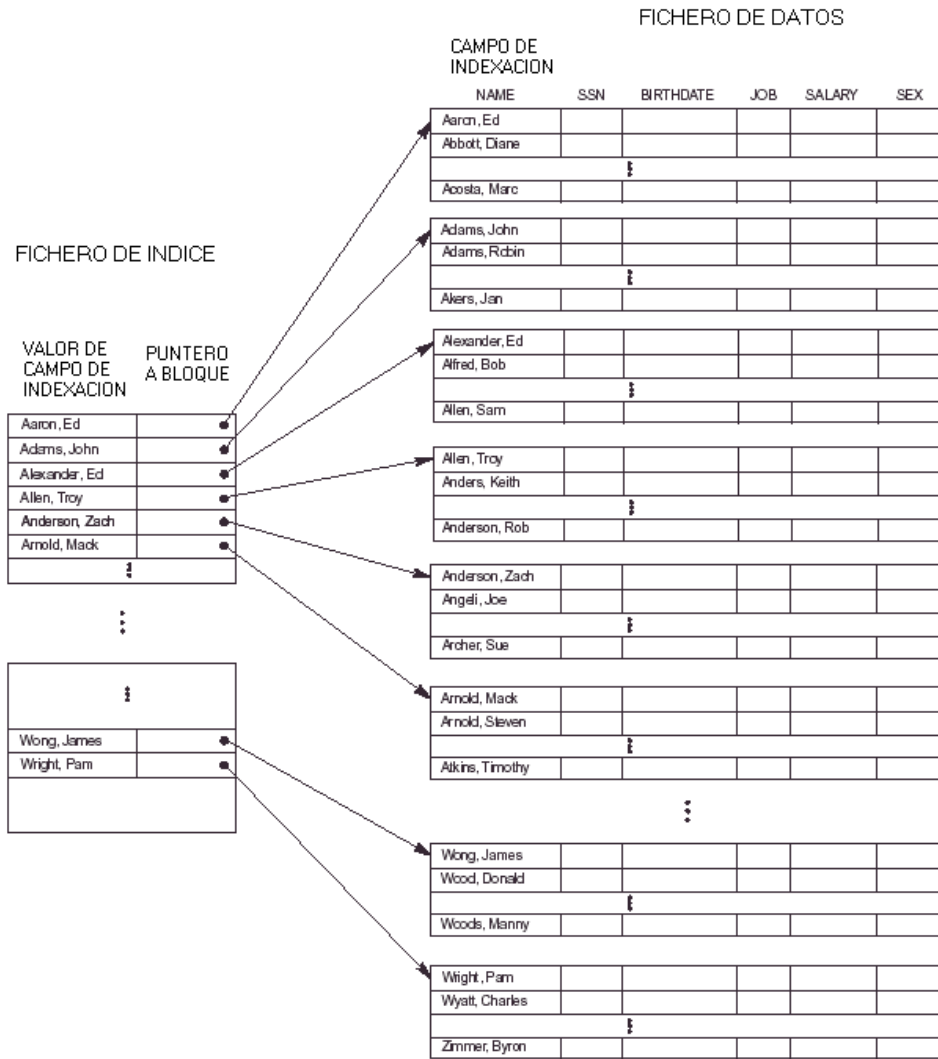 FICHERO DE DATOS
CAMPO DE
INDEXACION
NAME SSN BIRTHDATE JOB SALARY SEX
Aaron, Ed
Abbott, Diane
Acosta, Marc
Adams, John
Adams, Robin
Akers, Jan
Alexander, Ed
Alfred, Bob
Allen, Sam
Allen, Troy
Anders, Keith
Anderson, Rob
Anderson, Zach
Angeli, Joe
Archer, Sue
Arnold, Mack
Arnold, Steven
Atkins, Timothy
Wong, James
Wood, Donald
Woods, Manny
Wright, Pam
Wyatt, Charles
Zimmer, Byron
FICHERO DE INDICE
VALOR DE
CAMPO DE
INDEXACION
PUNTERO
A BLOQUE
Aaron, Ed
Adams, John
Alexander, Ed
Allen, Troy
Anderson, Zach
Arnold, Mack
Wong, James
Wright, Pam